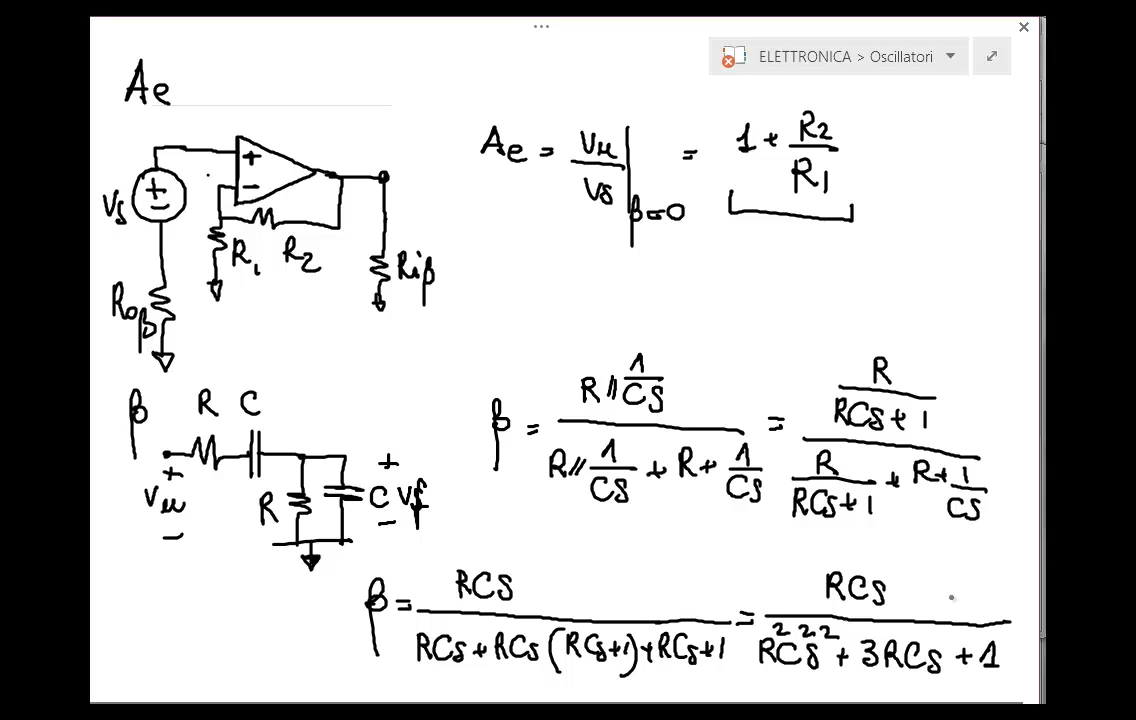 ELETTRONICA > Oscillatori
Ae
Ae = Vu/Vs |β=0 = 1 + R2/R1
+
−
+
−
Vs
R1
R2
Riβ
Roβ
β
R C
+
Vu
−
R
C
+
Vf
−
β = (R // 1/CS) / (R // 1/CS + R + 1/CS) = (R/(RCS+1)) / (R/(RCS+1) + R + 1/CS)
β = RCS / (RCS + RCS (RCS+1) + RCS+1) = RCS / (R²C²S² + 3RCS + 1)